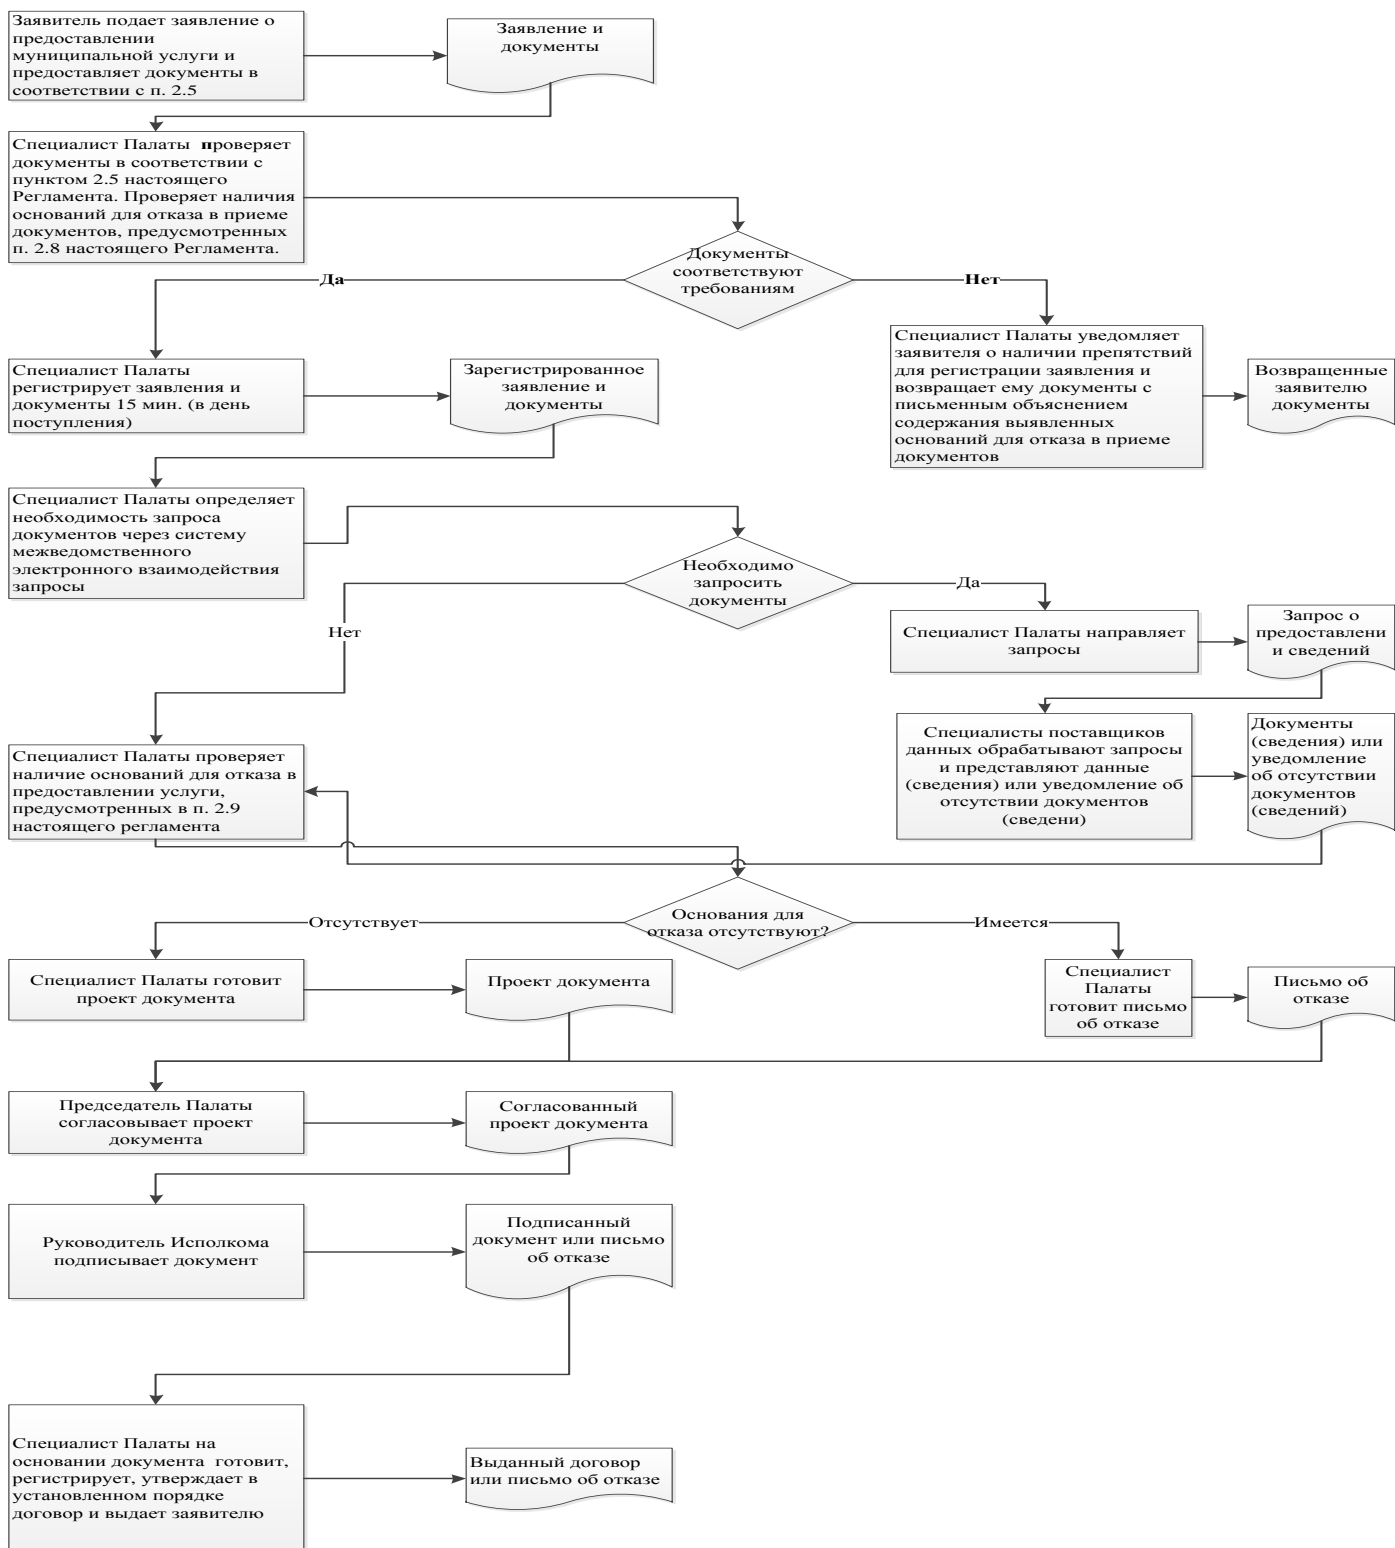 Заявитель подает заявление о
предоставлении
муниципальной услуги и
предоставляет документы в
соответствии с п. 2.5
Заявление и
документы
Специалист Палаты проверяет
документы в соответствии с
пунктом 2.5 настоящего
Регламента. Проверяет наличия
оснований для отказа в приеме
документов, предусмотренных
п. 2.8 настоящего Регламента.
Документы
соответствуют
требованиям
Да
Нет
Специалист Палаты
регистрирует заявления и
документы 15 мин. (в день
поступления)
Зарегистрированное
заявление и
документы
Специалист Палаты уведомляет
заявителя о наличии препятствий
для регистрации заявления и
возвращает ему документы с
письменным объяснением
содержания выявленных
оснований для отказа в приеме
документов
Возвращенные
заявителю
документы
Специалист Палаты определяет
необходимость запроса
документов через систему
межведомственного
электронного взаимодействия
запросы
Необходимо
запросить
документы
Да
Нет
Специалист Палаты направляет
запросы
Запрос о
предоставлени
и сведений
Специалисты поставщиков
данных обрабатывают запросы
и представляют данные
(сведения) или уведомление об
отсутствии документов
(сведени)
Документы
(сведения) или
уведомление
об отсутствии
документов
(сведений)
Специалист Палаты проверяет
наличие оснований для отказа в
предоставлении услуги,
предусмотренных в п. 2.9
настоящего регламента
Основания для
отказа отсутствуют?
Отсутствует
Имеется
Специалист Палаты готовит
проект документа
Проект документа
Специалист
Палаты
готовит письмо
об отказе
Письмо об
отказе
Председатель Палаты
согласовывает проект
документа
Согласованный
проект документа
Руководитель Исполкома
подписывает документ
Подписанный
документ или письмо
об отказе
Специалист Палаты на
основании документа готовит,
регистрирует, утверждает в
установленном порядке
договор и выдает заявителю
Выданный договор
или письмо об отказе